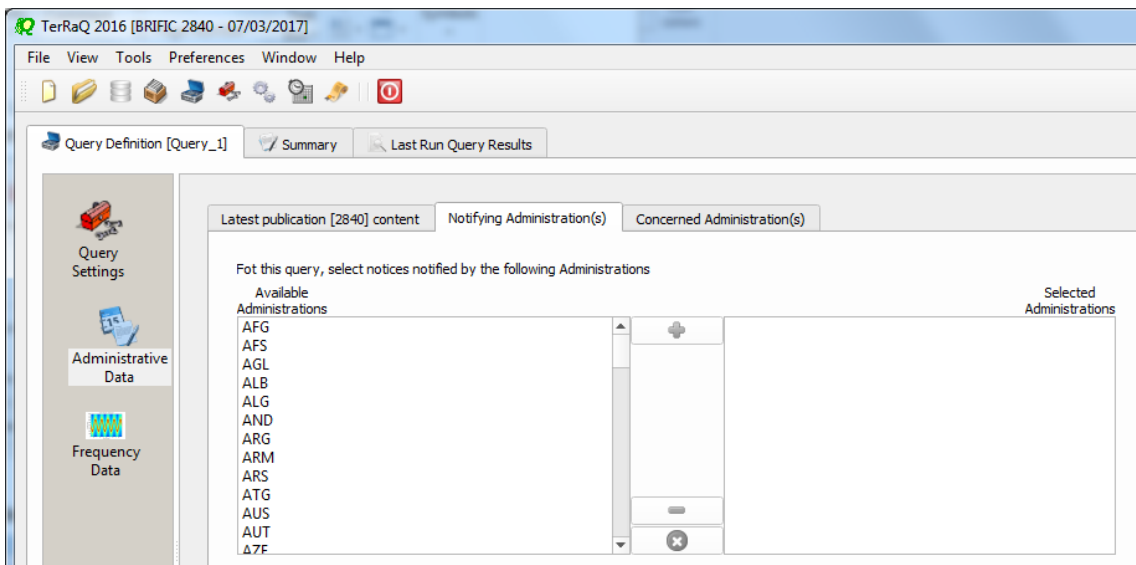 TerRaQ 2016 [BRIFIC 2840 - 07/03/2017]
File View Tools Preferences Window Help
Query Definition [Query_1] Summary Last Run Query Results
Latest publication [2840] content Notifying Administration(s) Concerned Administration(s)
Query
Settings
Administrative
Data
Frequency
Data
Fot this query, select notices notified by the following Administrations
Available
Administrations
Selected
Administrations
AFG
AFS
AGL
ALB
ALG
AND
ARG
ARM
ARS
ATG
AUS
AUT
AZE